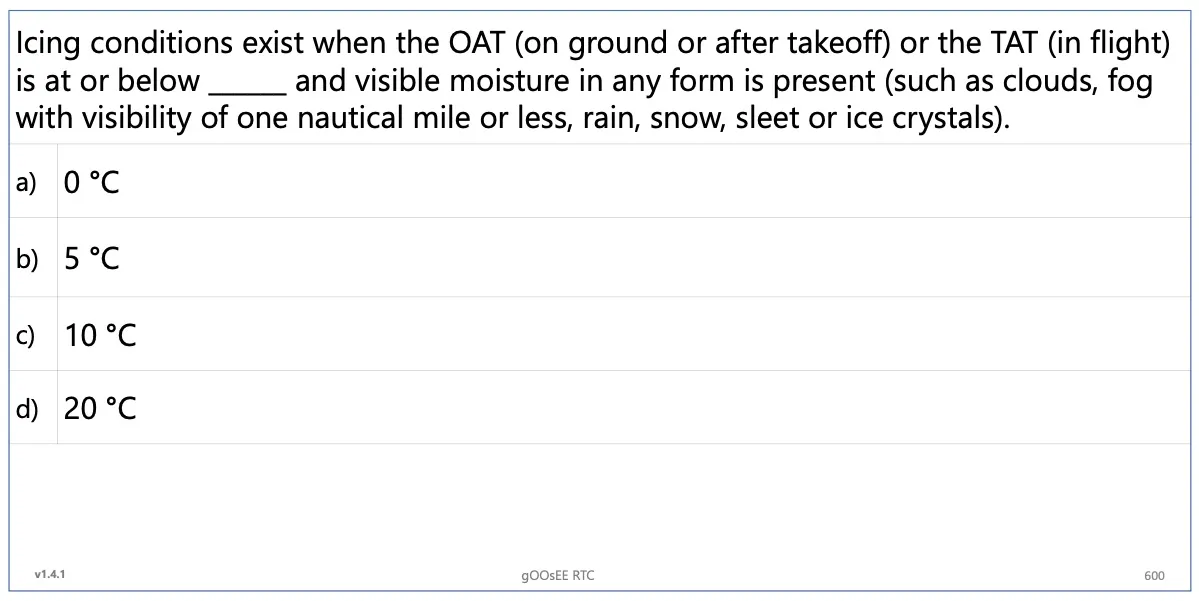 Icing conditions exist when the OAT (on ground or after takeoff) or the TAT (in flight)
is at or below ______ and visible moisture in any form is present (such as clouds, fog
with visibility of one nautical mile or less, rain, snow, sleet or ice crystals).
a) 0 °C
b) 5 °C
c) 10 °C
d) 20 °C
v1.4.1 gOOsEE RTC 600